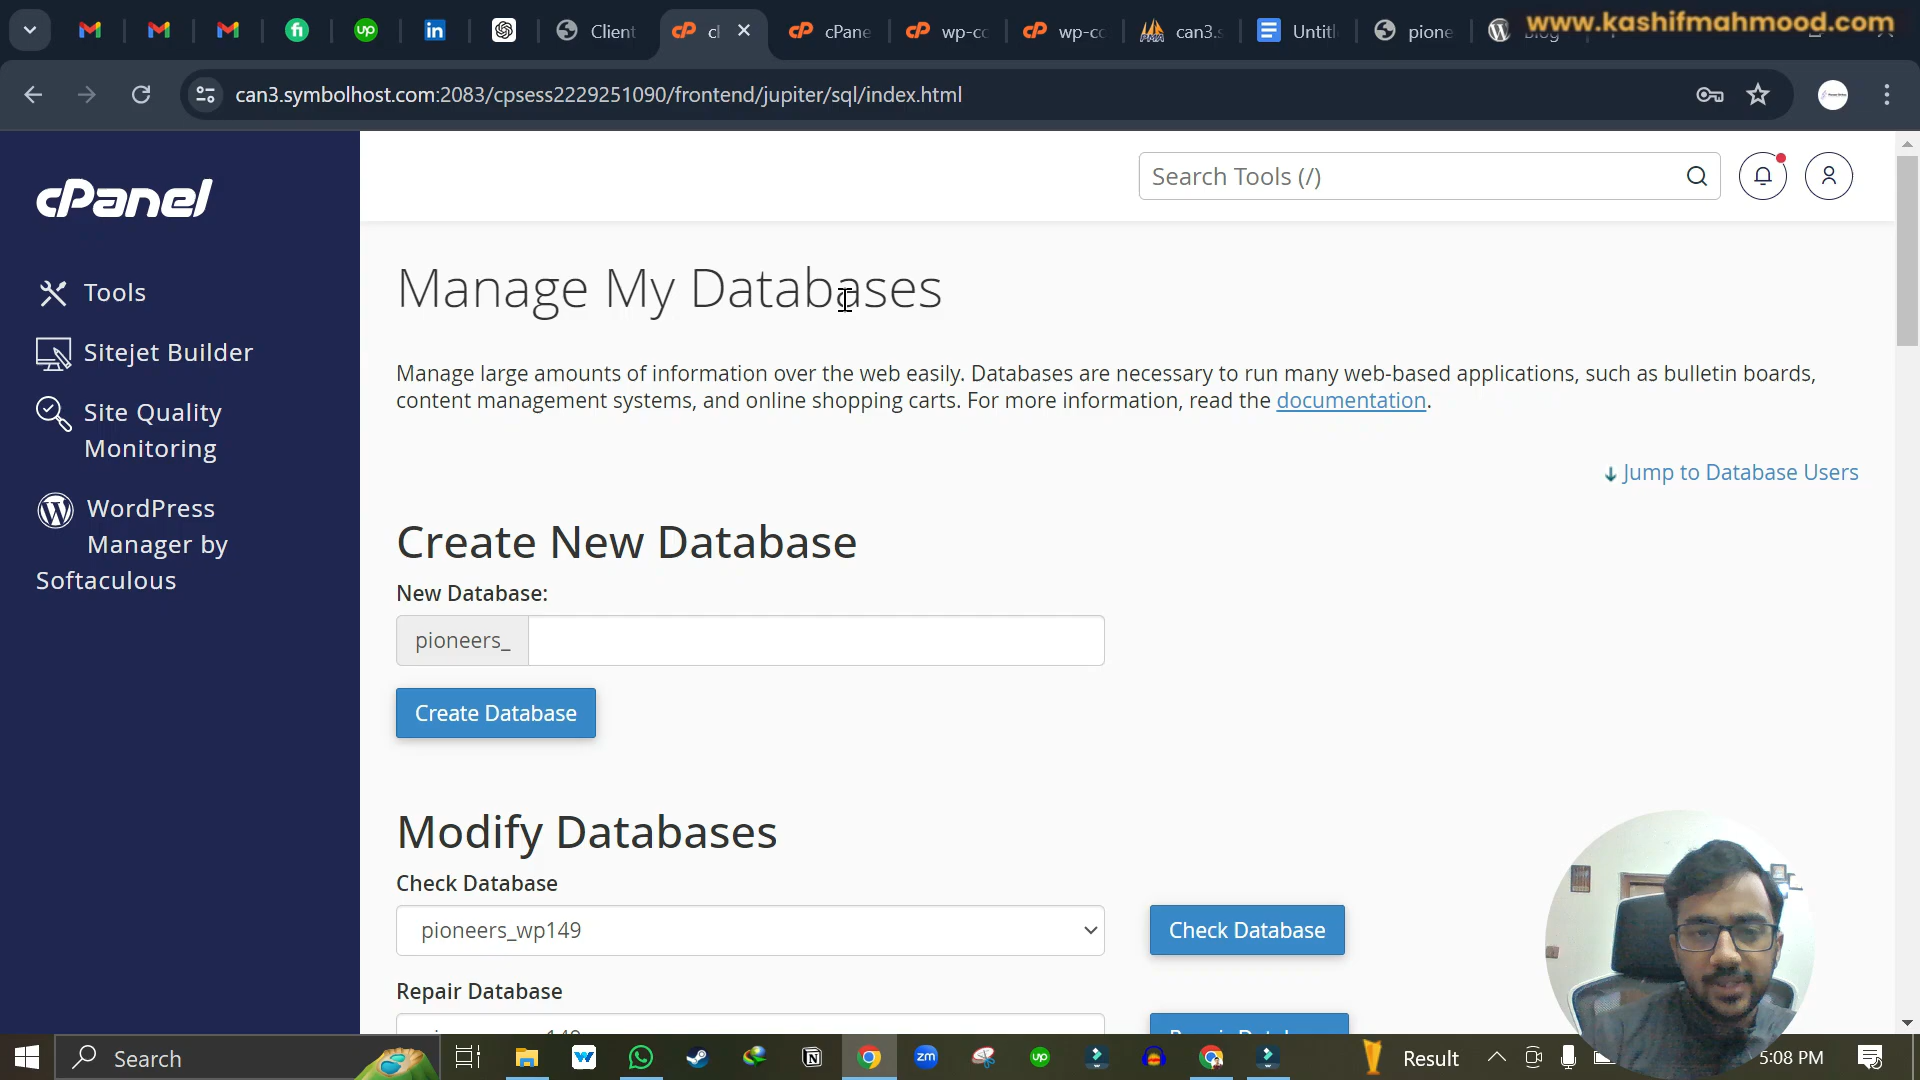 Client
cl
cPane
wp-co
wp-co
can3.s
Untitl
pione
www.kashifmahmood.com
can3.symbolhost.com:2083/cpsess2229251090/frontend/jupiter/sql/index.html
cPanel
Search Tools (/)
Tools
Sitejet Builder
Site Quality
Monitoring
WordPress
Manager by
Softaculous
Manage My Databases
Manage large amounts of information over the web easily. Databases are necessary to run many web-based applications, such as bulletin boards,
content management systems, and online shopping carts. For more information, read the documentation.
Jump to Database Users
Create New Database
New Database:
pioneers_
Create Database
Modify Databases
Check Database
pioneers_wp149
Check Database
Repair Database
Search
Result
5:08 PM